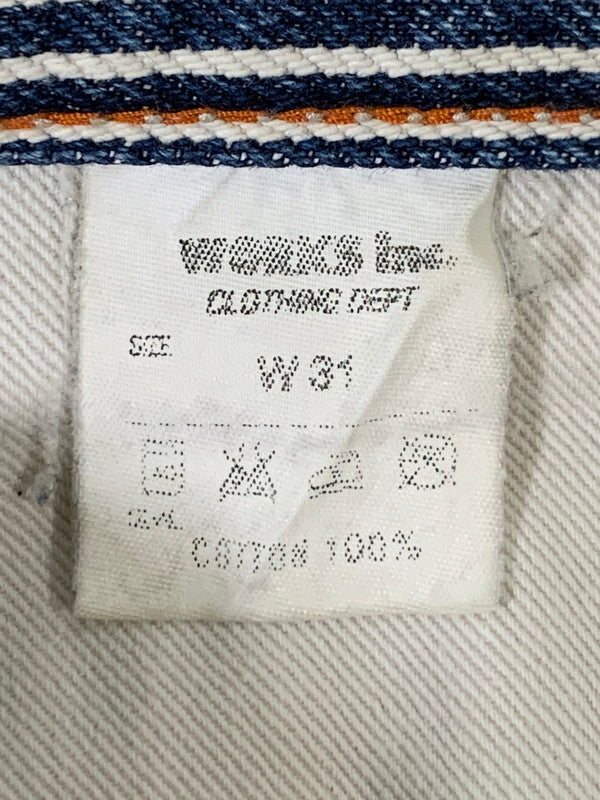 WORKS Inc.
CLOTHING DEPT
SIZE
W 31
COTTON 100%